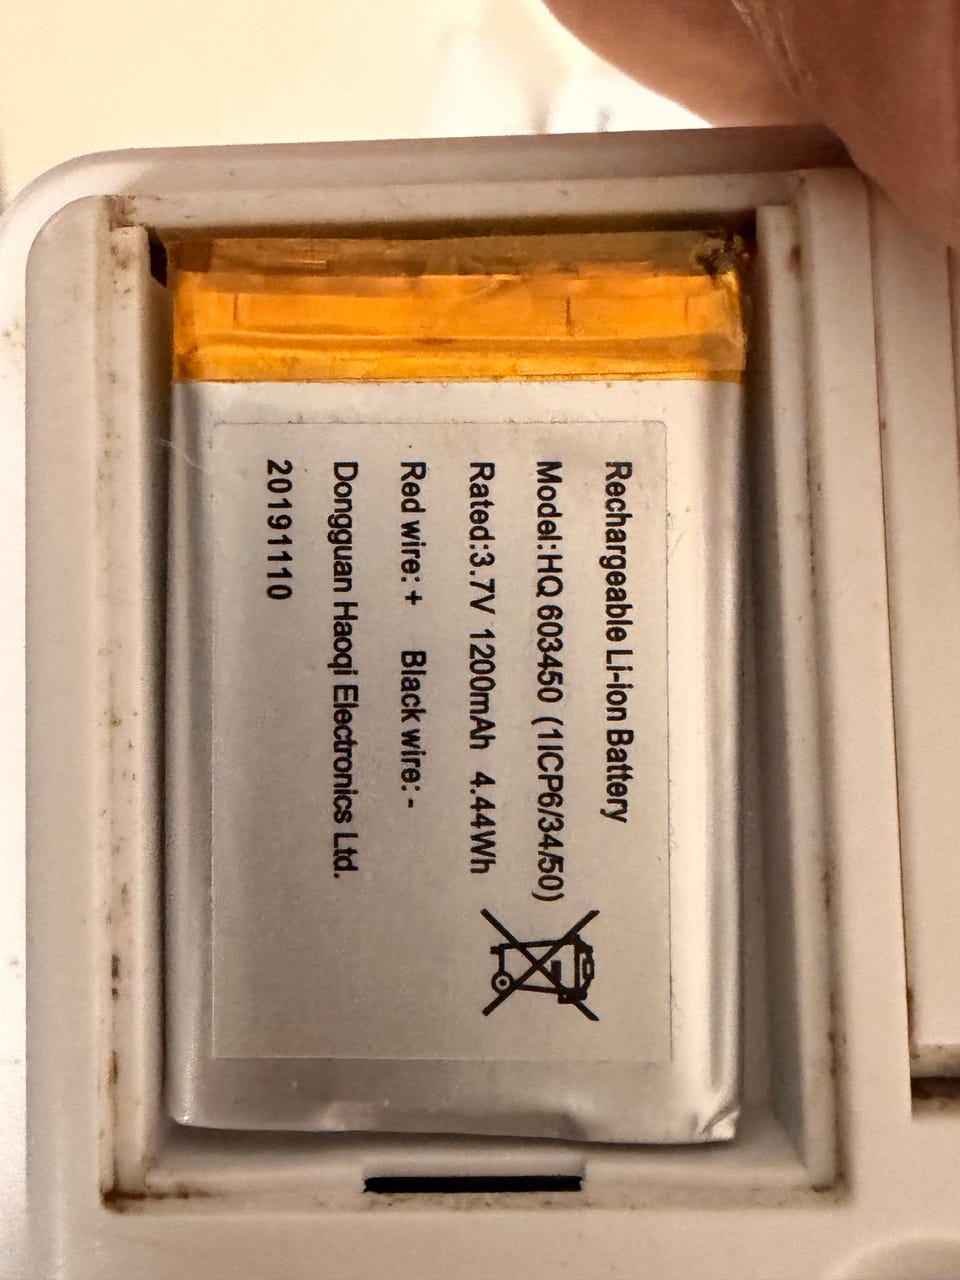 Rechargeable Li-ion Battery
Model:HQ 603450 (1ICP6/34/50)
Rated:3.7V 1200mAh 4.44Wh
Red wire: + Black wire: -
Dongguan Haoqi Electronics Ltd.
20191110